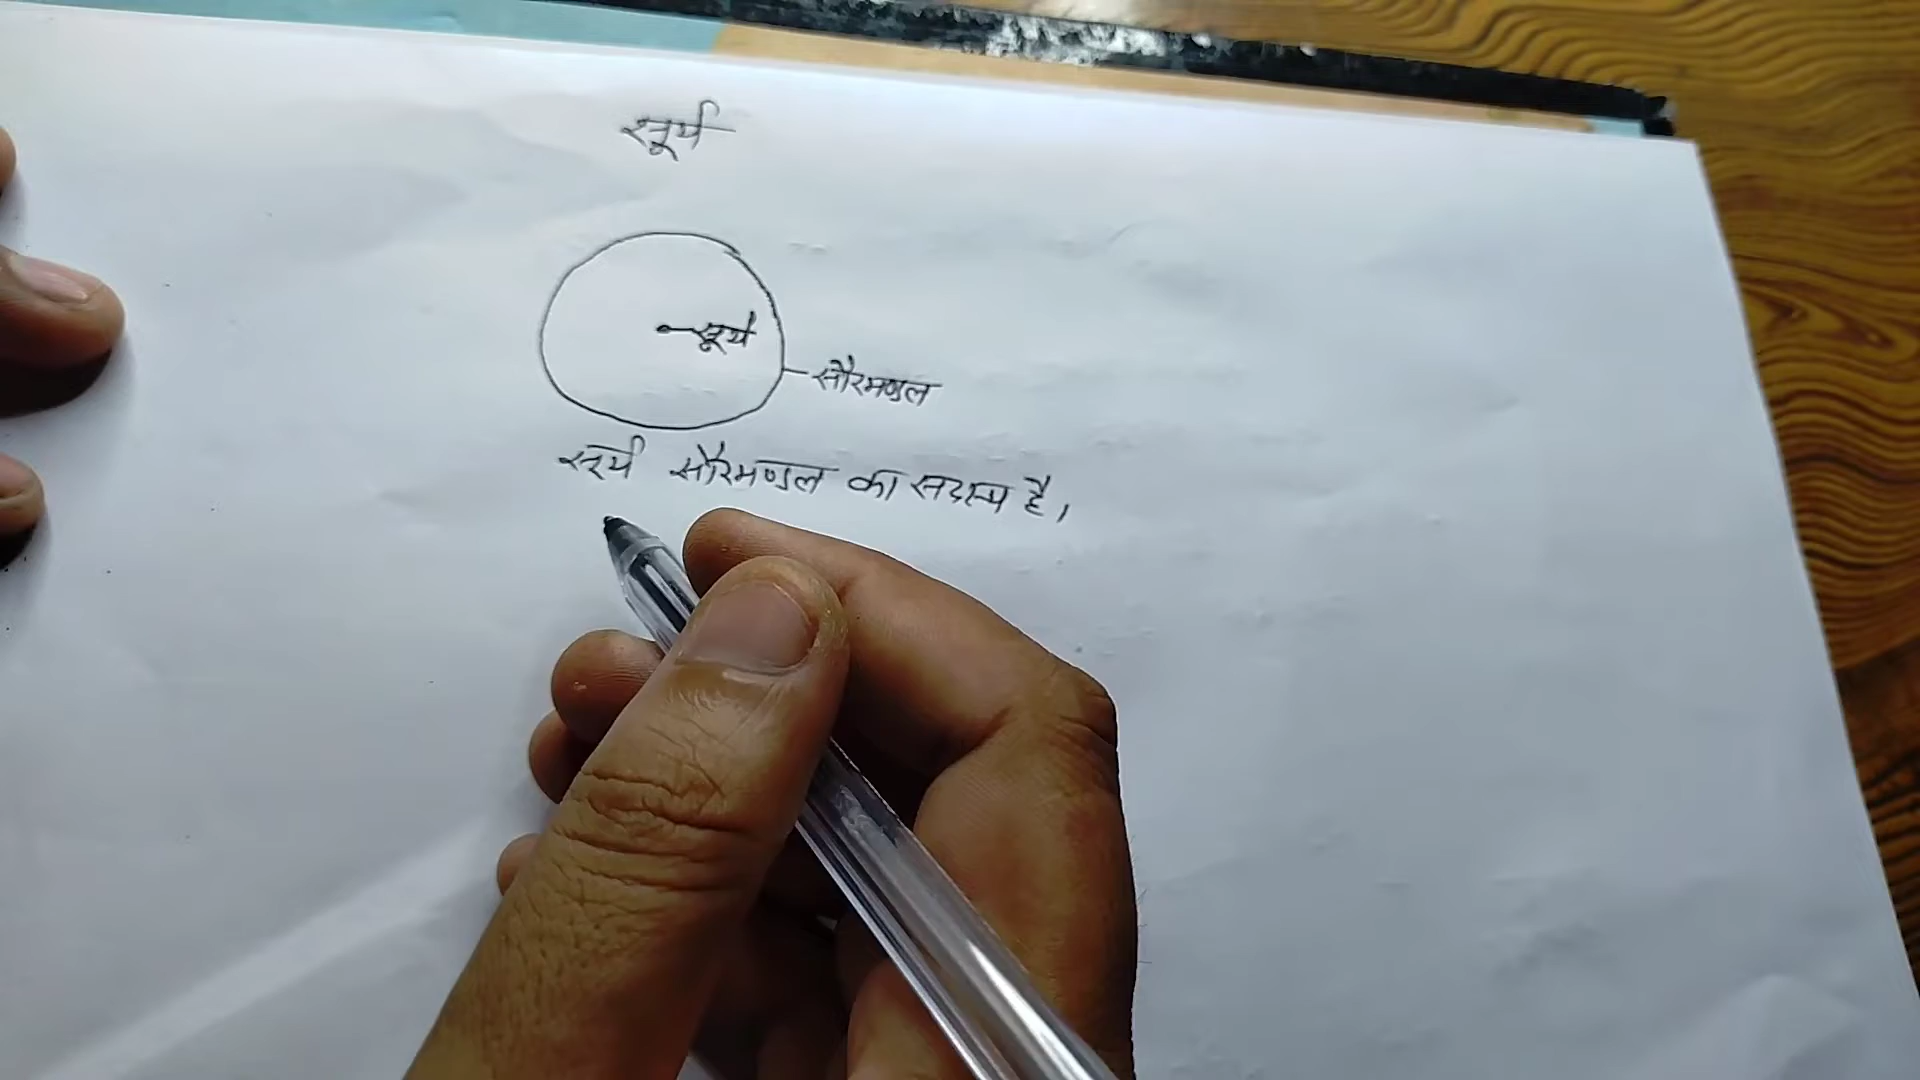 सूर्य
सूर्य
सौरमण्डल
सूर्य सौरमण्डल का सदस्य है।